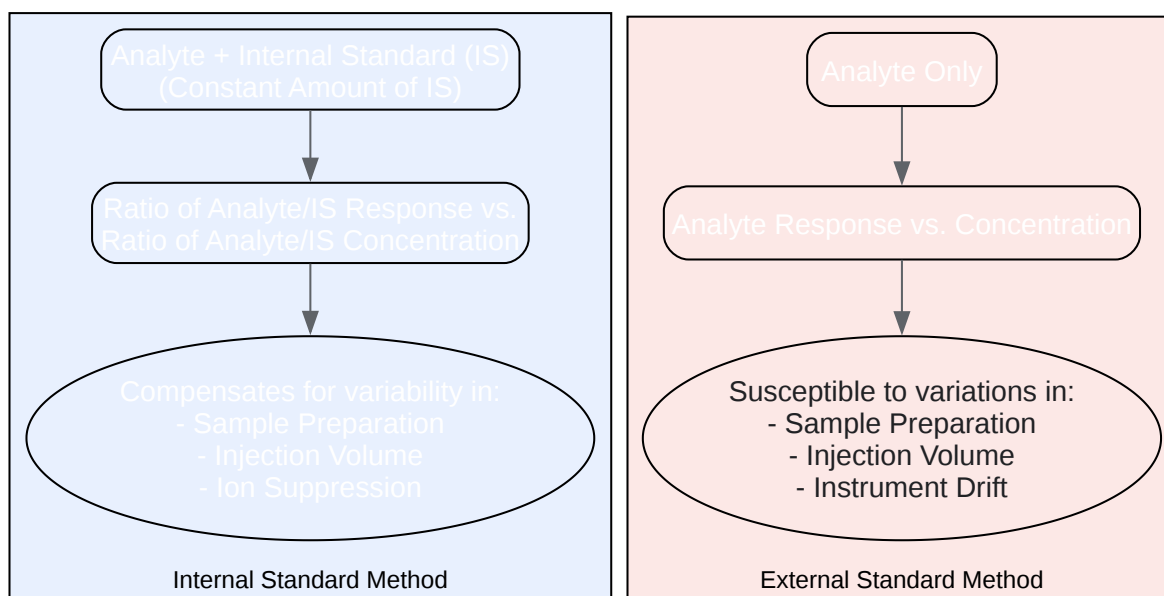 Analyte + Internal Standard (IS)
(Constant Amount of IS)
Ratio of Analyte/IS Response vs.
Ratio of Analyte/IS Concentration
Compensates for variability in:
- Sample Preparation
- Injection Volume
- Ion Suppression
Internal Standard Method
Analyte Only
Analyte Response vs. Concentration
Susceptible to variations in:
- Sample Preparation
- Injection Volume
- Instrument Drift
External Standard Method